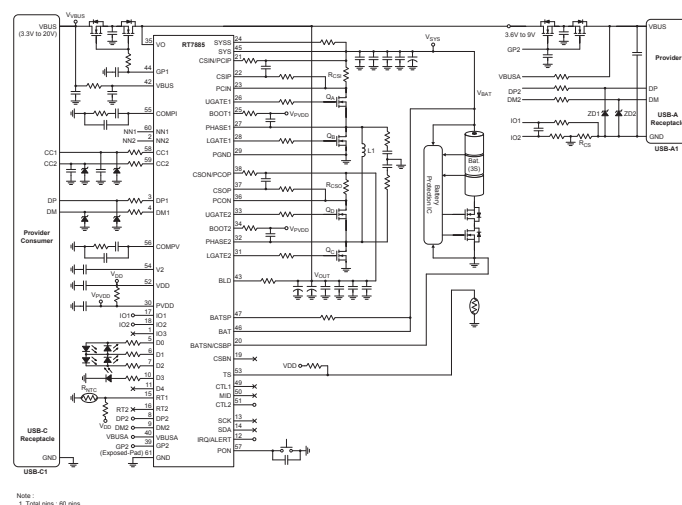 VBUS
(3.3V to 20V)
VVBUS
35 VO
RT7885
SYSS 24
SYS 45
CSIN/PCIP 21
CSIP 22
PCIN 23
UGATE1 26
BOOT1 25
PHASE1 27
LGATE1 28
PGND 29
CSON/PCOP 38
CSOP 37
PCON 36
UGATE2 33
BOOT2 34
PHASE2 32
LGATE2 31
BLD 43
BATSP 47
BAT 46
BATSN/CSBP 20
CSBN 19
TS 53
CTL1 49
MID 50
CTL2 51
SCK 13
SDA 14
IRQ/ALERT 12
PON 57
44 GP1
42 VBUS
55 COMPI
60 NN1
NN1
NN2 2 NN2
CC1 58 CC1
CC2 59 CC2
DP 3 DP1
DM 4 DM1
Provider
Consumer
56 COMPV
54 V2
VDD
52 VDD
VPVDD
30 PVDD
IO1 17 IO1
IO2 18 IO2
1 IO3
5 D0
6 D1
7 D2
10 D3
11 D4
RNTC
15 RT1
VDD
RT2 16 RT2
DP2 8 DP2
DM2 9 DM2
VBUSA 40 VBUSA
GP2 39 GP2
(Exposed-Pad) 61 GND
USB-C
Receptacle
GND
USB-C1
RCSI
QA
VPVDD
QB
L1
RCSO
QD
VPVDD
QC
VOUT
VDD
VSYS
VBAT
Bat.
(3S)
Battery
Protection IC
3.6V to 9V
GP2
VBUSA
DP2
DM2
IO1
IO2
ZD1
ZD2
RCS
VBUS
Provider
DP
DM
USB-A
GND
USB-A1
Note :
1. Total pins : 60 pins